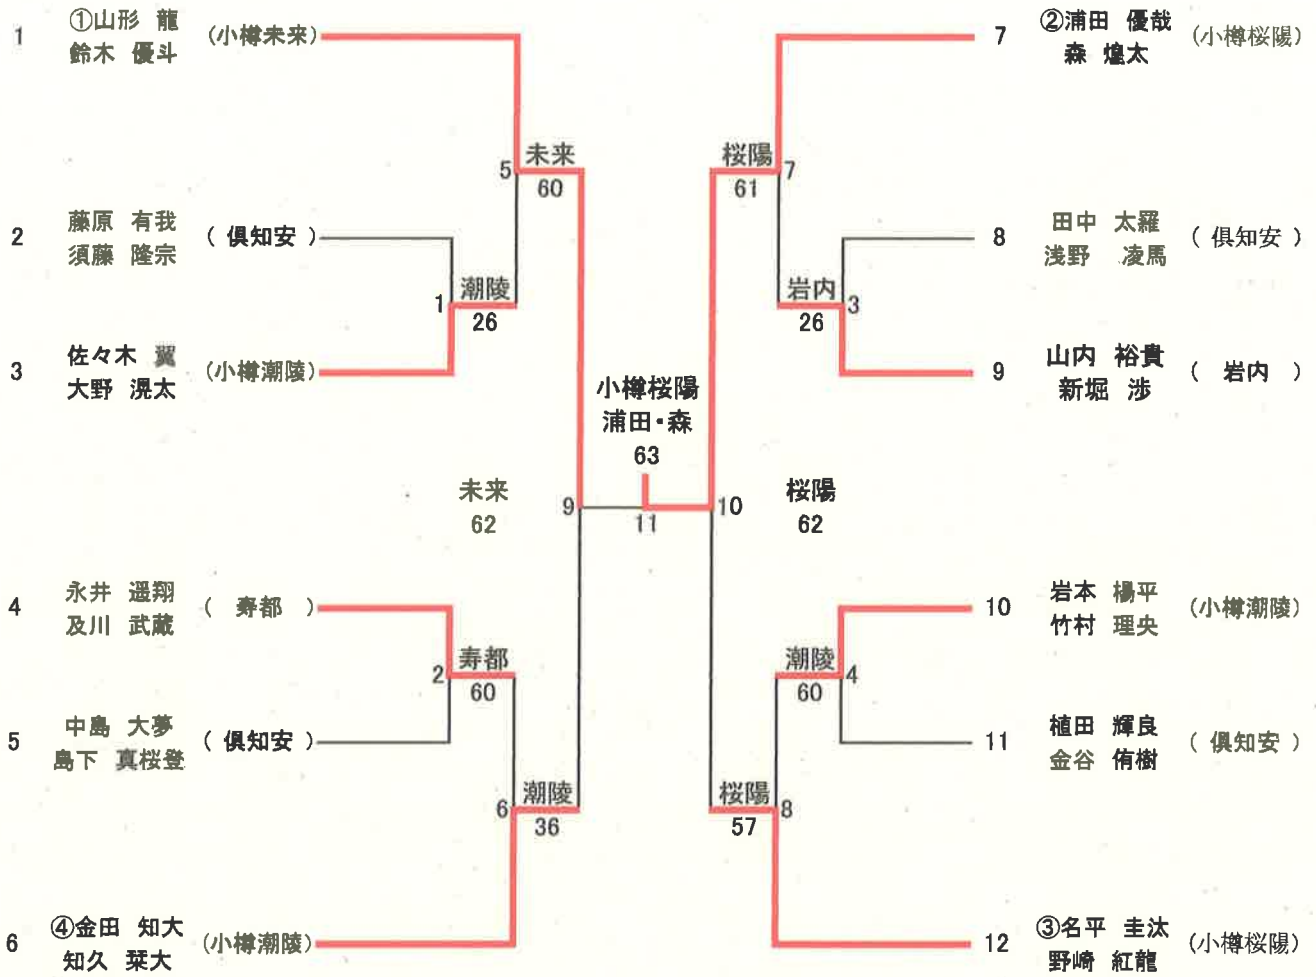 1 ①山形 龍 (小樽未来)
鈴木 優斗
5 未来
60
2 藤原 有我 (倶知安)
須藤 隆宗
1 潮陵
26
3 佐々木 翼 (小樽潮陵)
大野 滉太
未来
62
9
4 永井 遥翔 (寿都)
及川 武蔵
2 寿都
60
5 中島 大夢 (倶知安)
島下 真桜登
6 潮陵
36
6 ④金田 知大 (小樽潮陵)
知久 栞大
小樽桜陽
浦田・森
63
11
7 ②浦田 優哉 (小樽桜陽)
森 煌太
桜陽 7
61
8 田中 太羅 (倶知安)
浅野 凌馬
岩内 3
26
9 山内 裕貴 (岩内)
新堀 渉
10 桜陽
62
10 岩本 楊平 (小樽潮陵)
竹村 理央
潮陵 4
60
11 植田 輝良 (倶知安)
金谷 侑樹
桜陽 8
57
12 ③名平 圭汰 (小樽桜陽)
野崎 紅龍